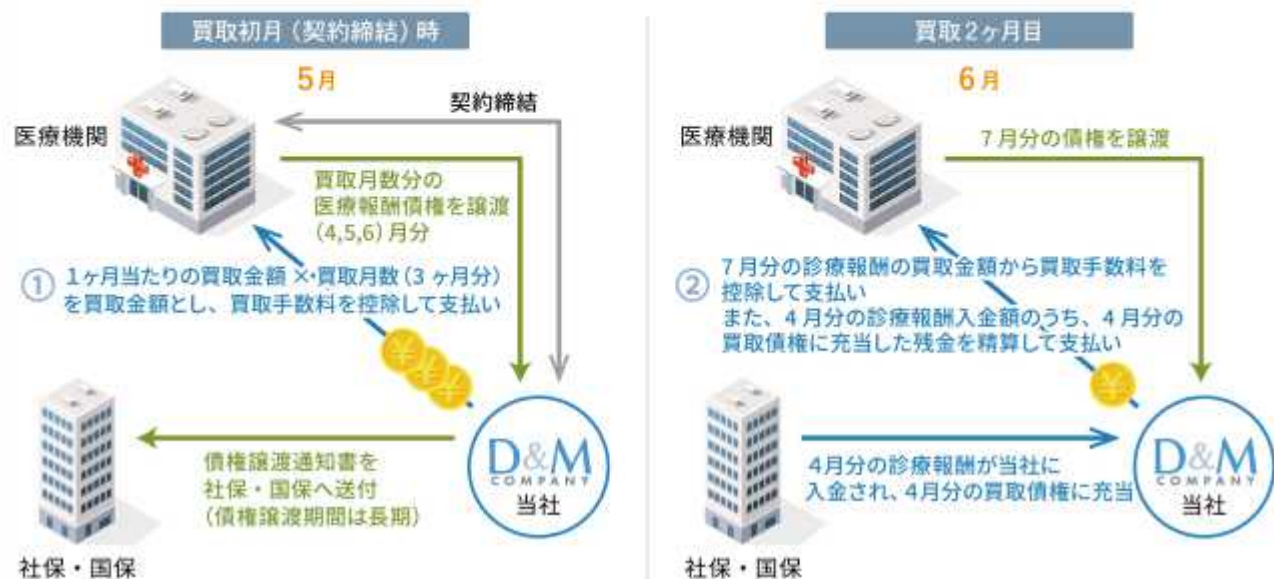 買取初月（契約締結）時
5月
契約締結
医療機関
買取月数分の
医療報酬債権を譲渡
(4,5,6)月分
① 1ヶ月当たりの買取金額×買取月数（3ヶ月分）
を買取金額とし、買取手数料を控除して支払い
債権譲渡通知書を
社保・国保へ送付
（債権譲渡期間は長期）
D&M
COMPANY
当社
社保・国保
買取2ヶ月目
6月
医療機関
7月分の債権を譲渡
② 7月分の診療報酬の買取金額から買取手数料を
控除して支払い
また、4月分の診療報酬入金額のうち、4月分の
買取債権に充当した残金を精算して支払い
4月分の診療報酬が当社に
入金され、4月分の買取債権に充当
D&M
COMPANY
当社
社保・国保